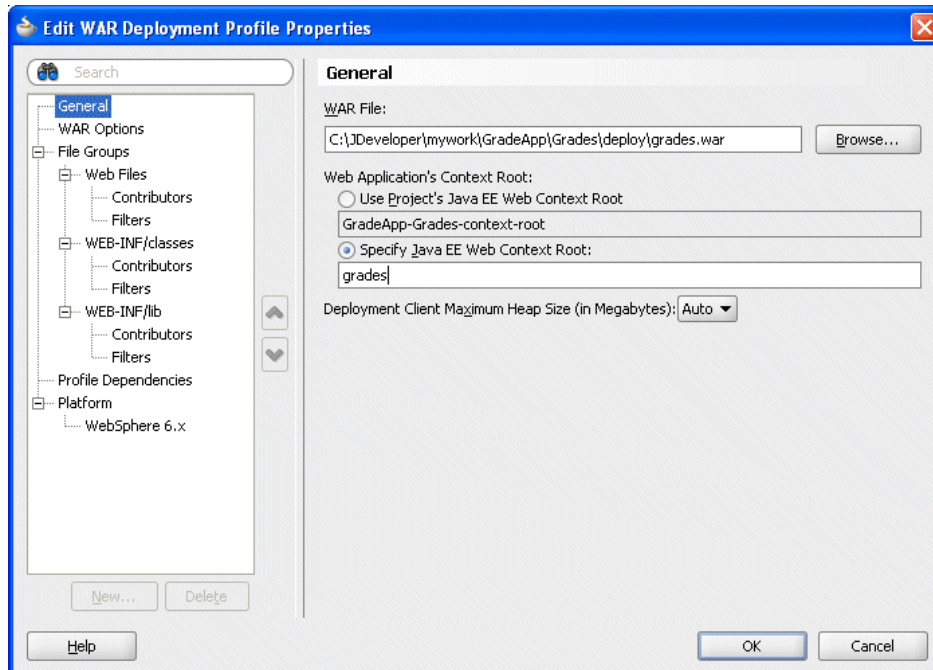 Edit WAR Deployment Profile Properties
Search
General
WAR Options
File Groups
Web Files
Contributors
Filters
WEB-INF/classes
Contributors
Filters
WEB-INF/lib
Contributors
Filters
Profile Dependencies
Platform
WebSphere 6.x
New...
Delete
General
WAR File:
C:\JDeveloper\mywork\GradeApp\Grades\deploy\grades.war
Browse...
Web Application's Context Root:
Use Project's Java EE Web Context Root
GradeApp-Grades-context-root
Specify Java EE Web Context Root:
grades
Deployment Client Maximum Heap Size (in Megabytes): Auto
Help
OK
Cancel